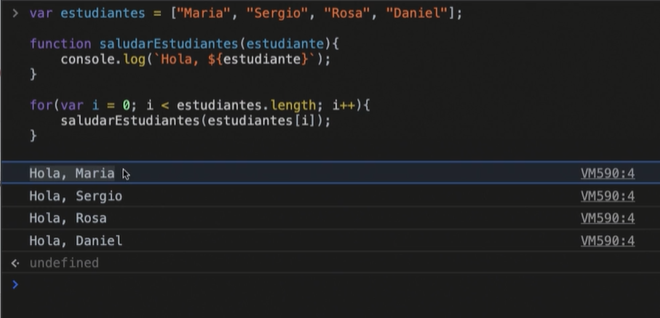 > var estudiantes = ["Maria", "Sergio", "Rosa", "Daniel"];
function saludarEstudiantes(estudiante){
console.log(`Hola, ${estudiante}`);
}
for(var i = 0; i < estudiantes.length; i++){
saludarEstudiantes(estudiantes[i]);
}
Hola, Maria VM590:4
Hola, Sergio VM590:4
Hola, Rosa VM590:4
Hola, Daniel VM590:4
undefined